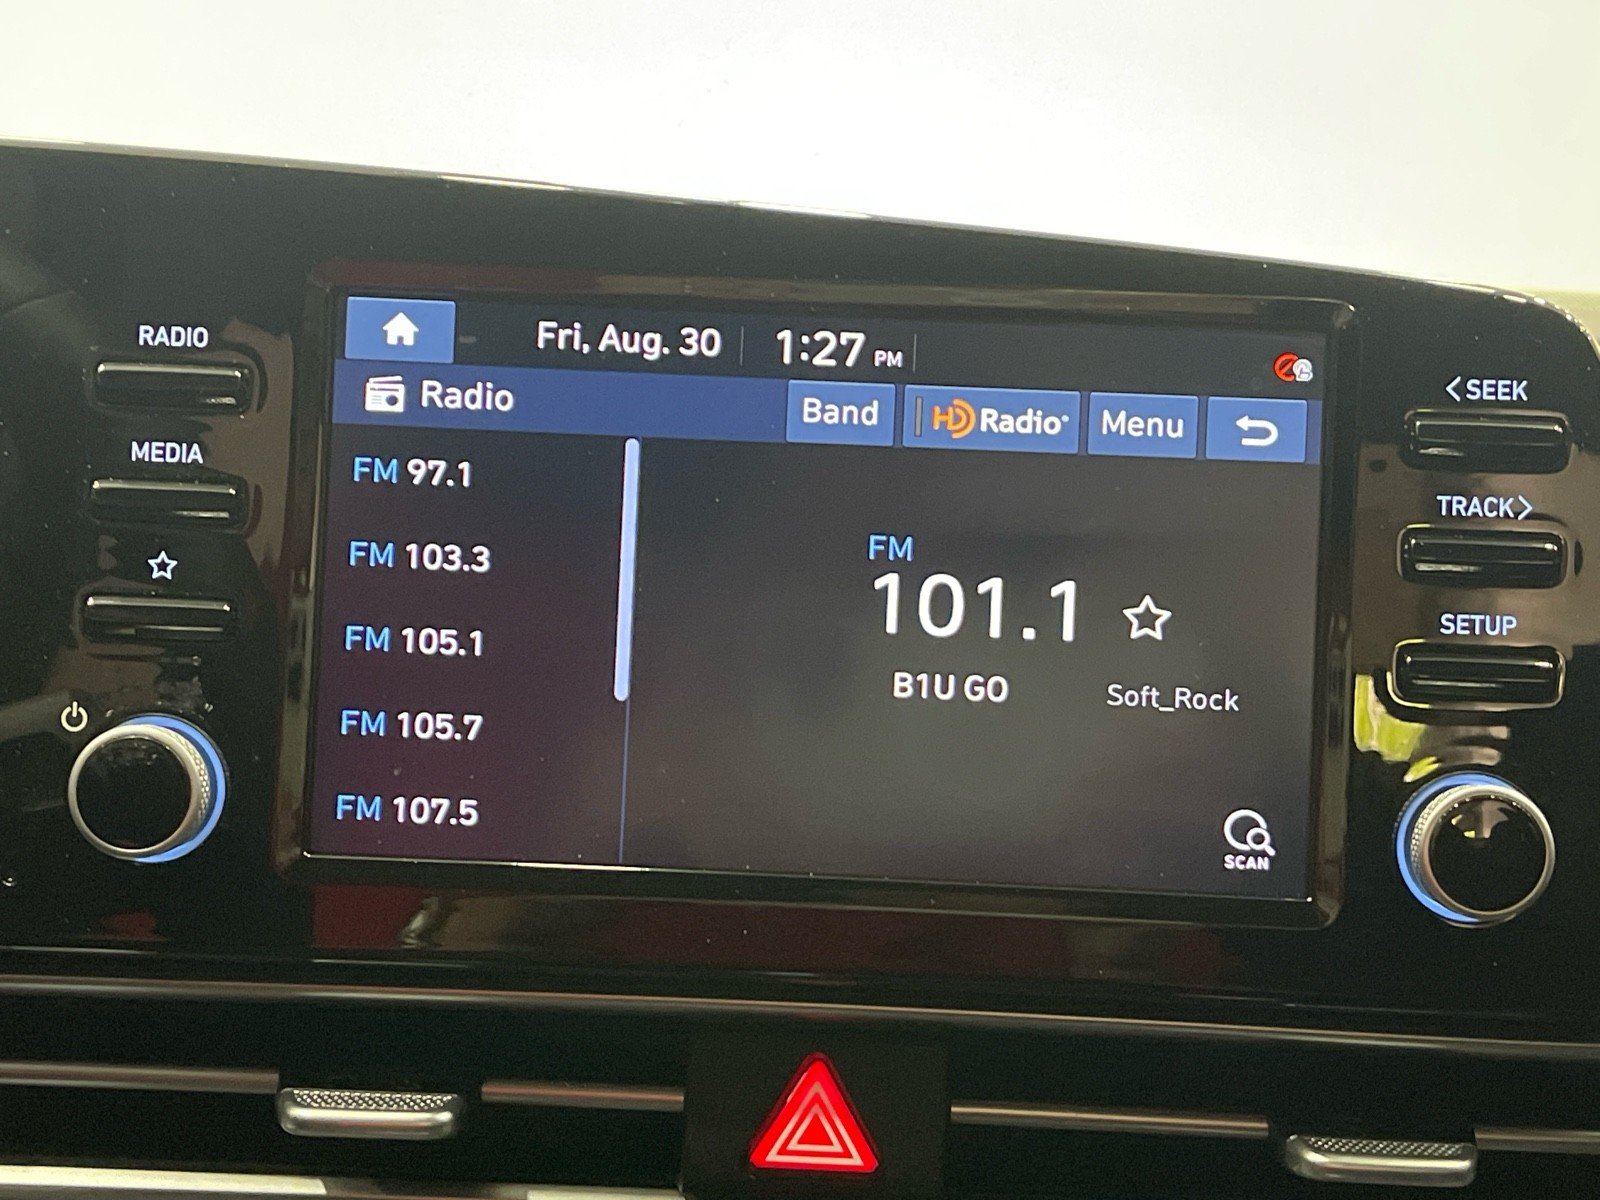 RADIO
MEDIA
Fri, Aug. 30 1:27 PM
Radio
Band
HD Radio
Menu
FM 97.1
FM 103.3
FM 105.1
FM 105.7
FM 107.5
FM
101.1
B1U GO
Soft_Rock
SCAN
<SEEK
TRACK>
SETUP